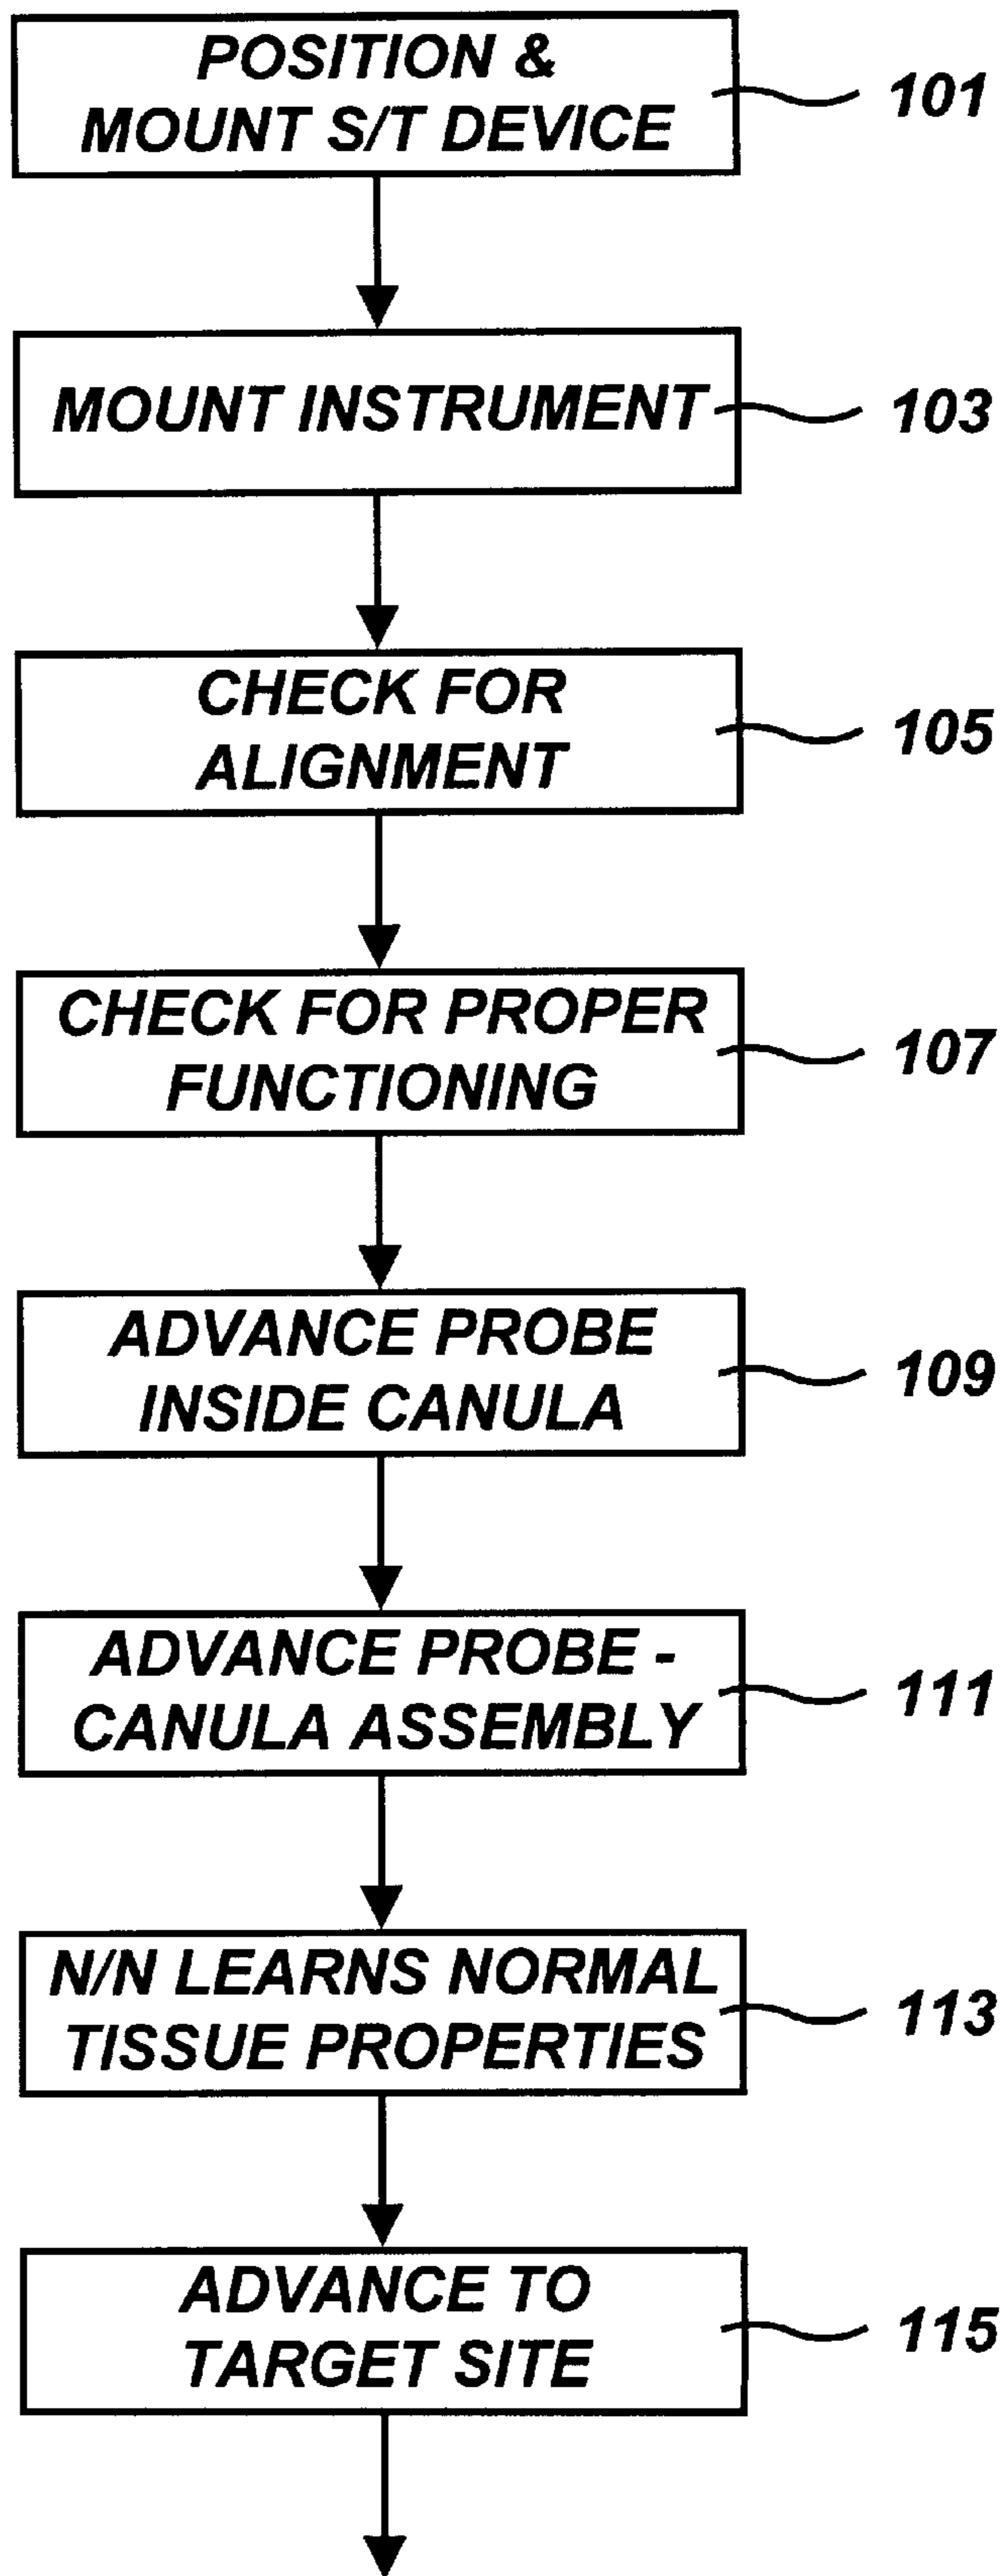 POSITION &
MOUNT S/T DEVICE
101
MOUNT INSTRUMENT
103
CHECK FOR
ALIGNMENT
105
CHECK FOR PROPER
FUNCTIONING
107
ADVANCE PROBE
INSIDE CANULA
109
ADVANCE PROBE -
CANULA ASSEMBLY
111
N/N LEARNS NORMAL
TISSUE PROPERTIES
113
ADVANCE TO
TARGET SITE
115